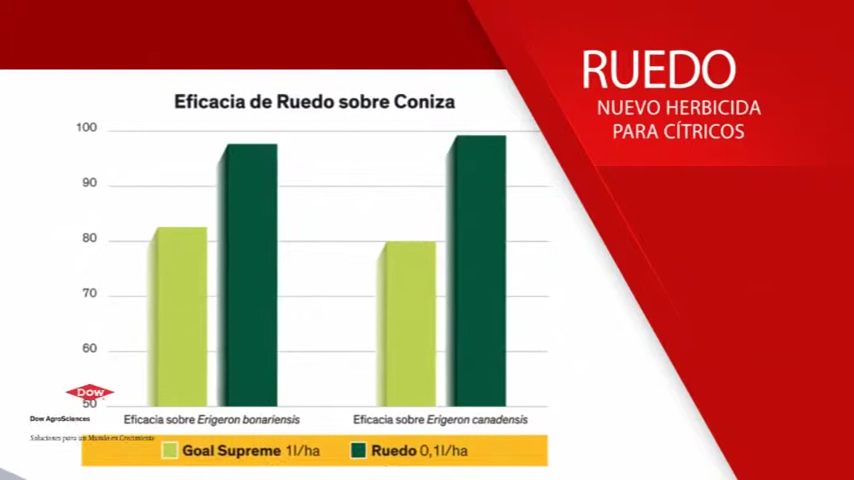 RUEDO
NUEVO HERBICIDA
PARA CÍTRICOS
Eficacia de Ruedo sobre Coniza
100
90
80
70
60
50
Dow
Dow AgroSciences
Soluciones para un Mundo en Crecimiento
Eficacia sobre Erigeron bonariensis
Eficacia sobre Erigeron canadensis
Goal Supreme 1l/ha
Ruedo 0,1l/ha